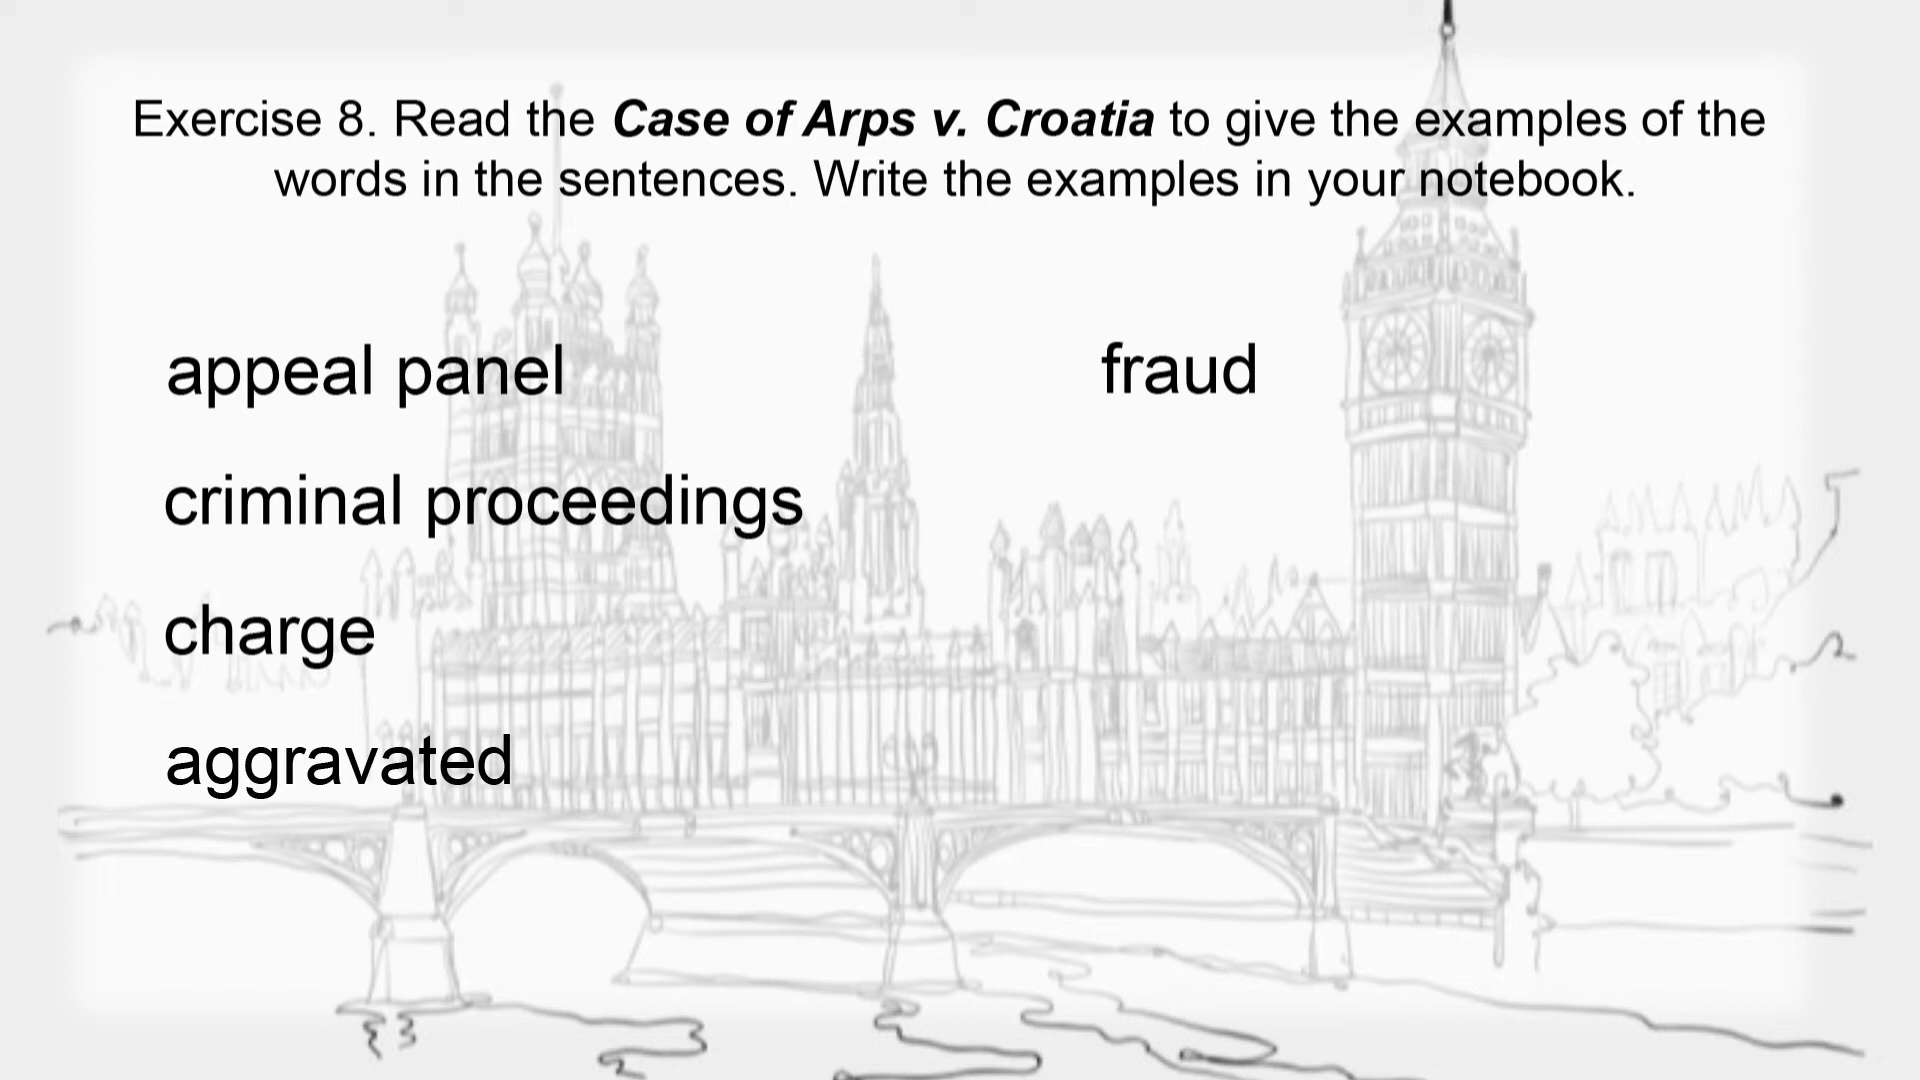 Exercise 8. Read the Case of Arps v. Croatia to give the examples of the
words in the sentences. Write the examples in your notebook.
appeal panel
criminal proceedings
charge
aggravated
fraud